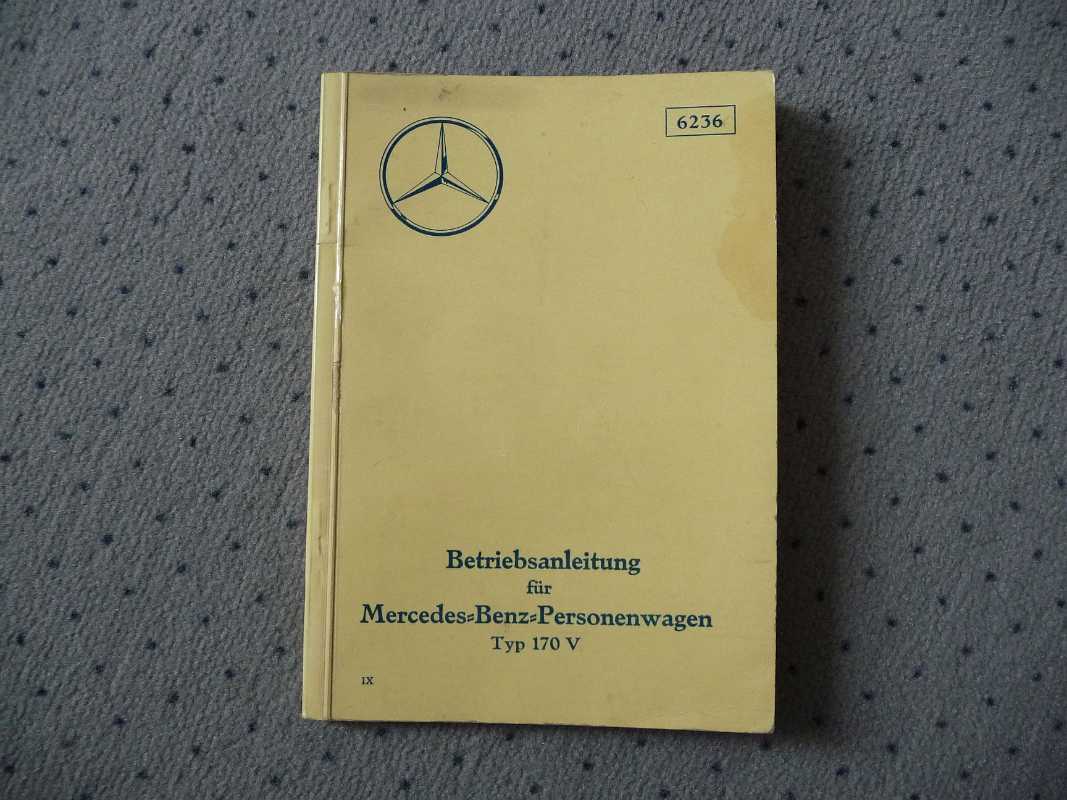 6236
Betriebsanleitung
für
Mercedes=Benz=Personenwagen
Typ 170 V
IX